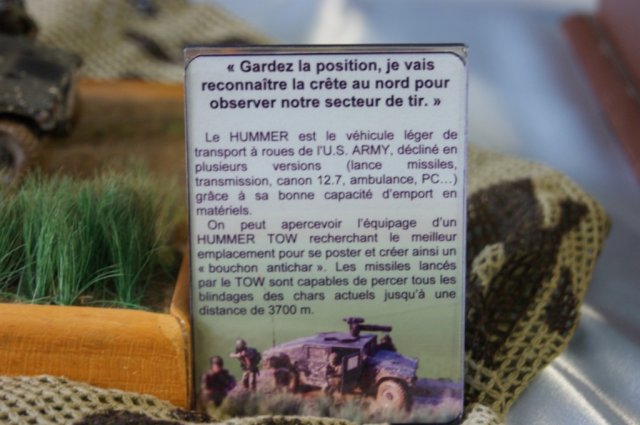 « Gardez la position, je vais
reconnaître la crête au nord pour
observer notre secteur de tir. »
Le HUMMER est le véhicule léger de
transport à roues de l'U.S. ARMY, décliné en
plusieurs versions (lance missiles,
transmission, canon 12.7, ambulance, PC...)
grâce à sa bonne capacité d'emport en
matériels.
On peut apercevoir l'équipage d'un
HUMMER TOW recherchant le meilleur
emplacement pour se poster et créer ainsi un
« bouchon antichar ». Les missiles lancés
par le TOW sont capables de percer tous les
blindages des chars actuels jusqu'à une
distance de 3700 m.